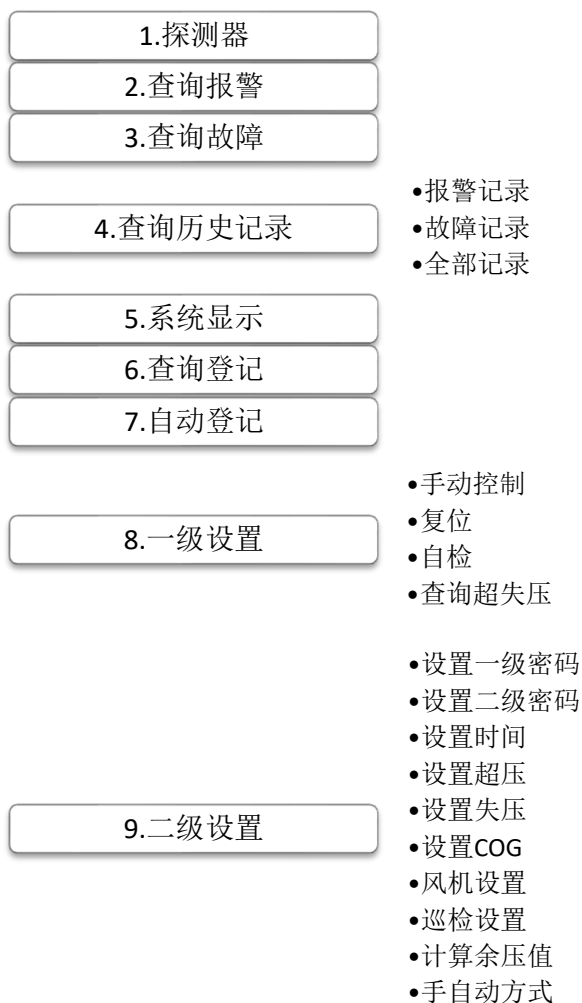 1.探测器
2.查询报警
3.查询故障
4.查询历史记录
•报警记录
•故障记录
•全部记录
5.系统显示
6.查询登记
7.自动登记
8.一级设置
•手动控制
•复位
•自检
•查询超失压
9.二级设置
•设置一级密码
•设置二级密码
•设置时间
•设置超压
•设置失压
•设置COG
•风机设置
•巡检设置
•计算余压值
•手自动方式